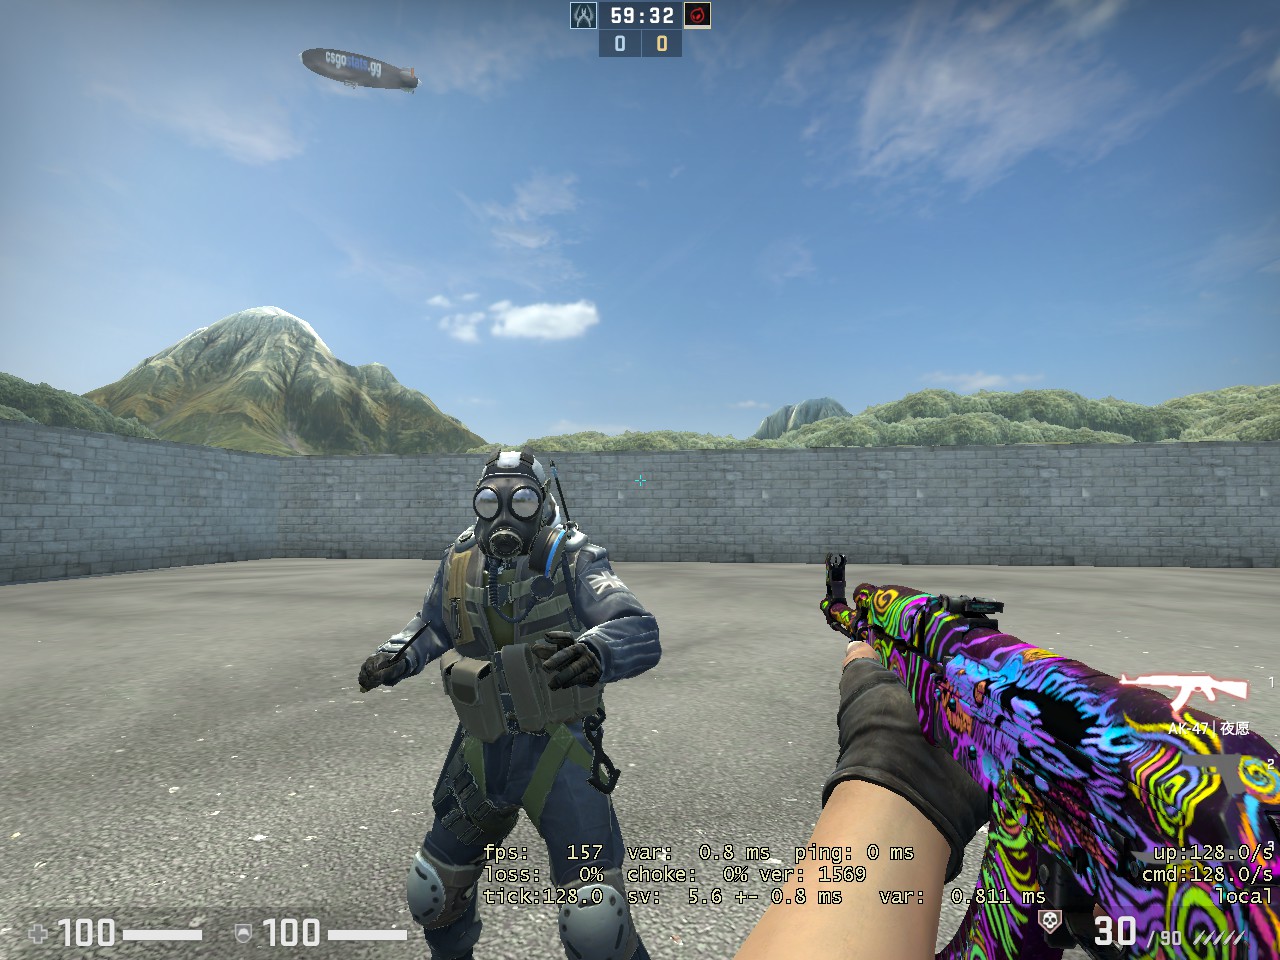 59:32
0 0
csgostats.gg
1
AK-47 | 夜愿
2
3
fps: 157 var: 0.8 ms ping: 0 ms
loss: 0% choke: 0% ver: 1569
tick:128.0 sv: 5.6 +- 0.8 ms var: 0.811 ms
up:128.0/s
cmd:128.0/s
local
100
100
30 / 90